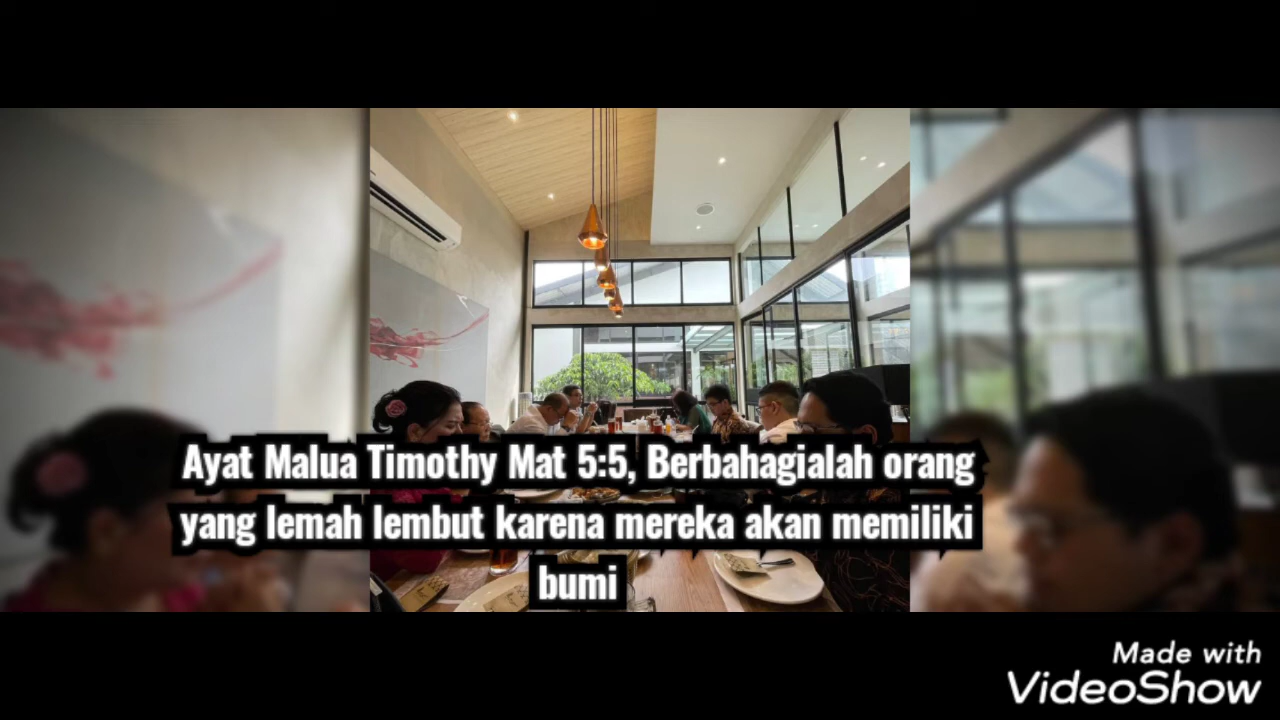 Ayat Malua Timothy Mat 5:5, Berbahagialah orang
yang lemah lembut karena mereka akan memiliki
bumi
Made with
VideoShow